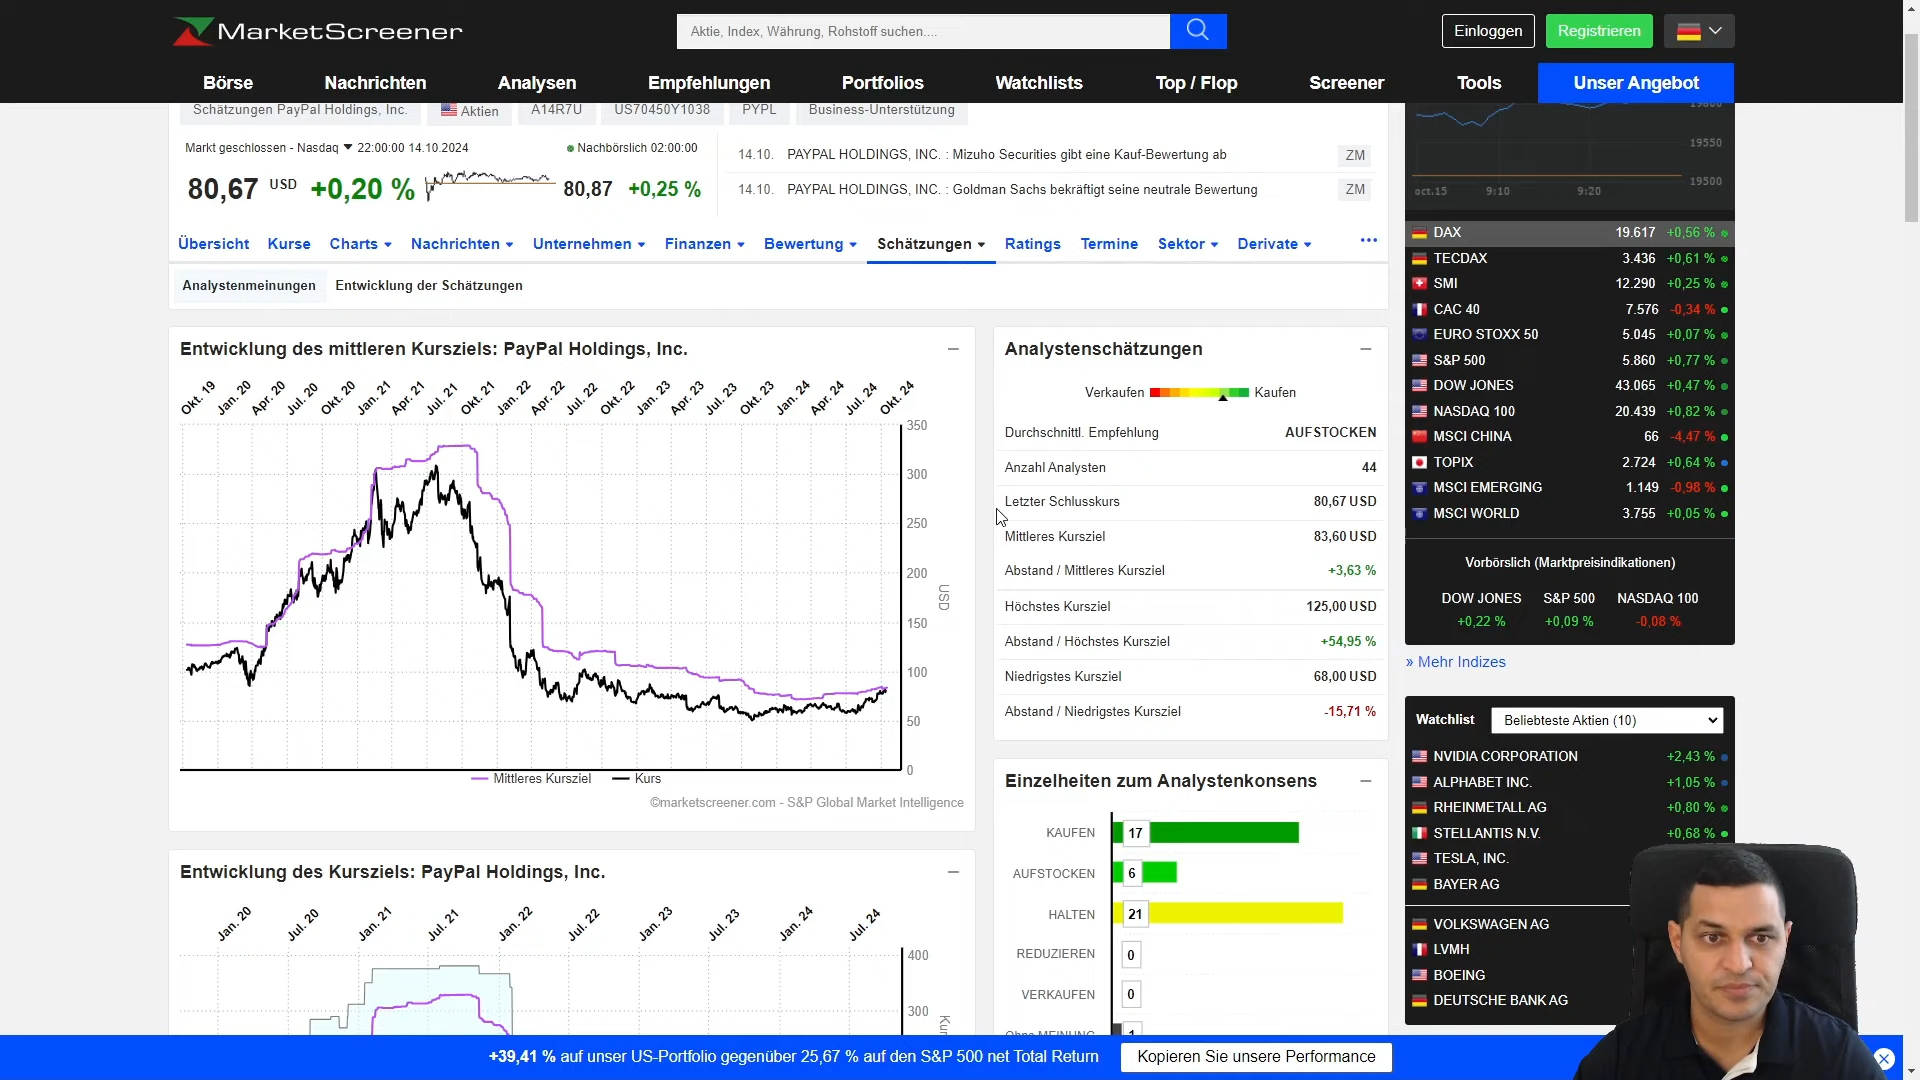 MarketScreener
Aktie, Index, Währung, Rohstoff suchen....
Einloggen
Registrieren
Börse Nachrichten Analysen Empfehlungen Portfolios Watchlists Top / Flop Screener Tools Unser Angebot
Schätzungen PayPal Holdings, Inc. Aktien A14R7U US70450Y1038 PYPL Business-Unterstützung
Markt geschlossen - Nasdaq 22:00:00 14.10.2024 Nachbörslich 02:00:00
80,67 USD +0,20 % 80,87 +0,25 %
14.10. PAYPAL HOLDINGS, INC. : Mizuho Securities gibt eine Kauf-Bewertung ab ZM
14.10. PAYPAL HOLDINGS, INC. : Goldman Sachs bekräftigt seine neutrale Bewertung ZM
Übersicht Kurse Charts Nachrichten Unternehmen Finanzen Bewertung Schätzungen Ratings Termine Sektor Derivate ...
Analystenmeinungen Entwicklung der Schätzungen
Entwicklung des mittleren Kursziels: PayPal Holdings, Inc.
Okt. 19 Jan. 20 Apr. 20 Jul. 20 Okt. 20 Jan. 21 Apr. 21 Jul. 21 Okt. 21 Jan. 22 Apr. 22 Jul. 22 Okt. 22 Jan. 23 Apr. 23 Jul. 23 Okt. 23 Jan. 24 Apr. 24 Jul. 24 Okt. 24
350
300
250
200
150
100
50
0
USD
Mittleres Kursziel Kurs
©marketscreener.com - S&P Global Market Intelligence
Entwicklung des Kursziels: PayPal Holdings, Inc.
Jan. 20 Jul. 20 Jan. 21 Jul. 21 Jan. 22 Jul. 22 Jan. 23 Jul. 23 Jan. 24 Jul. 24
400
300
Analystenschätzungen
Verkaufen Kaufen
Durchschnittl. Empfehlung AUFSTOCKEN
Anzahl Analysten 44
Letzter Schlusskurs 80,67 USD
Mittleres Kursziel 83,60 USD
Abstand / Mittleres Kursziel +3,63 %
Höchstes Kursziel 125,00 USD
Abstand / Höchstes Kursziel +54,95 %
Niedrigstes Kursziel 68,00 USD
Abstand / Niedrigstes Kursziel -15,71 %
Einzelheiten zum Analystenkonsens
KAUFEN 17
AUFSTOCKEN 6
HALTEN 21
REDUZIEREN 0
VERKAUFEN 0
Ohne MEINUNG 1
19550
19500
oct.15 9:10 9:20
DAX 19.617 +0,56 %
TECDAX 3.436 +0,61 %
SMI 12.290 +0,25 %
CAC 40 7.576 -0,34 %
EURO STOXX 50 5.045 +0,07 %
S&P 500 5.860 +0,77 %
DOW JONES 43.065 +0,47 %
NASDAQ 100 20.439 +0,82 %
MSCI CHINA 66 -4,47 %
TOPIX 2.724 +0,64 %
MSCI EMERGING 1.149 -0,98 %
MSCI WORLD 3.755 +0,05 %
Vorbörslich (Marktpreisindikationen)
DOW JONES S&P 500 NASDAQ 100
+0,22 % +0,09 % -0,08 %
» Mehr Indizes
Watchlist Beliebteste Aktien (10)
NVIDIA CORPORATION +2,43 %
ALPHABET INC. +1,05 %
RHEINMETALL AG +0,80 %
STELLANTIS N.V. +0,68 %
TESLA, INC.
BAYER AG
VOLKSWAGEN AG
LVMH
BOEING
DEUTSCHE BANK AG
+39,41 % auf unser US-Portfolio gegenüber 25,67 % auf den S&P 500 net Total Return
Kopieren Sie unsere Performance